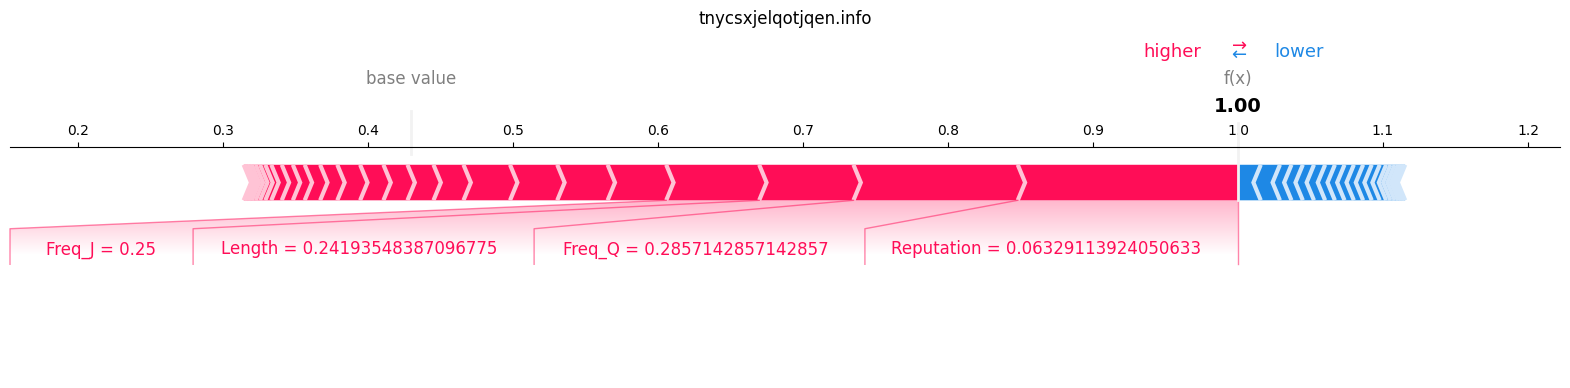 tnycsxjelqotjqen.info
higher ⇄ lower
base value f(x)
1.00
0.2 0.3 0.4 0.5 0.6 0.7 0.8 0.9 1.0 1.1 1.2
Freq_J = 0.25 Length = 0.24193548387096775 Freq_Q = 0.2857142857142857 Reputation = 0.06329113924050633